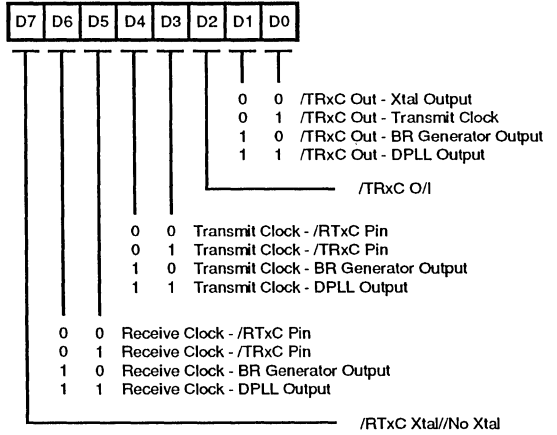 D7 D6 D5 D4 D3 D2 D1 D0
0 0 /TRxC Out - Xtal Output
0 1 /TRxC Out - Transmit Clock
1 0 /TRxC Out - BR Generator Output
1 1 /TRxC Out - DPLL Output
/TRxC O/I
0 0 Transmit Clock - /RTxC Pin
0 1 Transmit Clock - /TRxC Pin
1 0 Transmit Clock - BR Generator Output
1 1 Transmit Clock - DPLL Output
0 0 Receive Clock - /RTxC Pin
0 1 Receive Clock - /TRxC Pin
1 0 Receive Clock - BR Generator Output
1 1 Receive Clock - DPLL Output
/RTxC Xtal//No Xtal